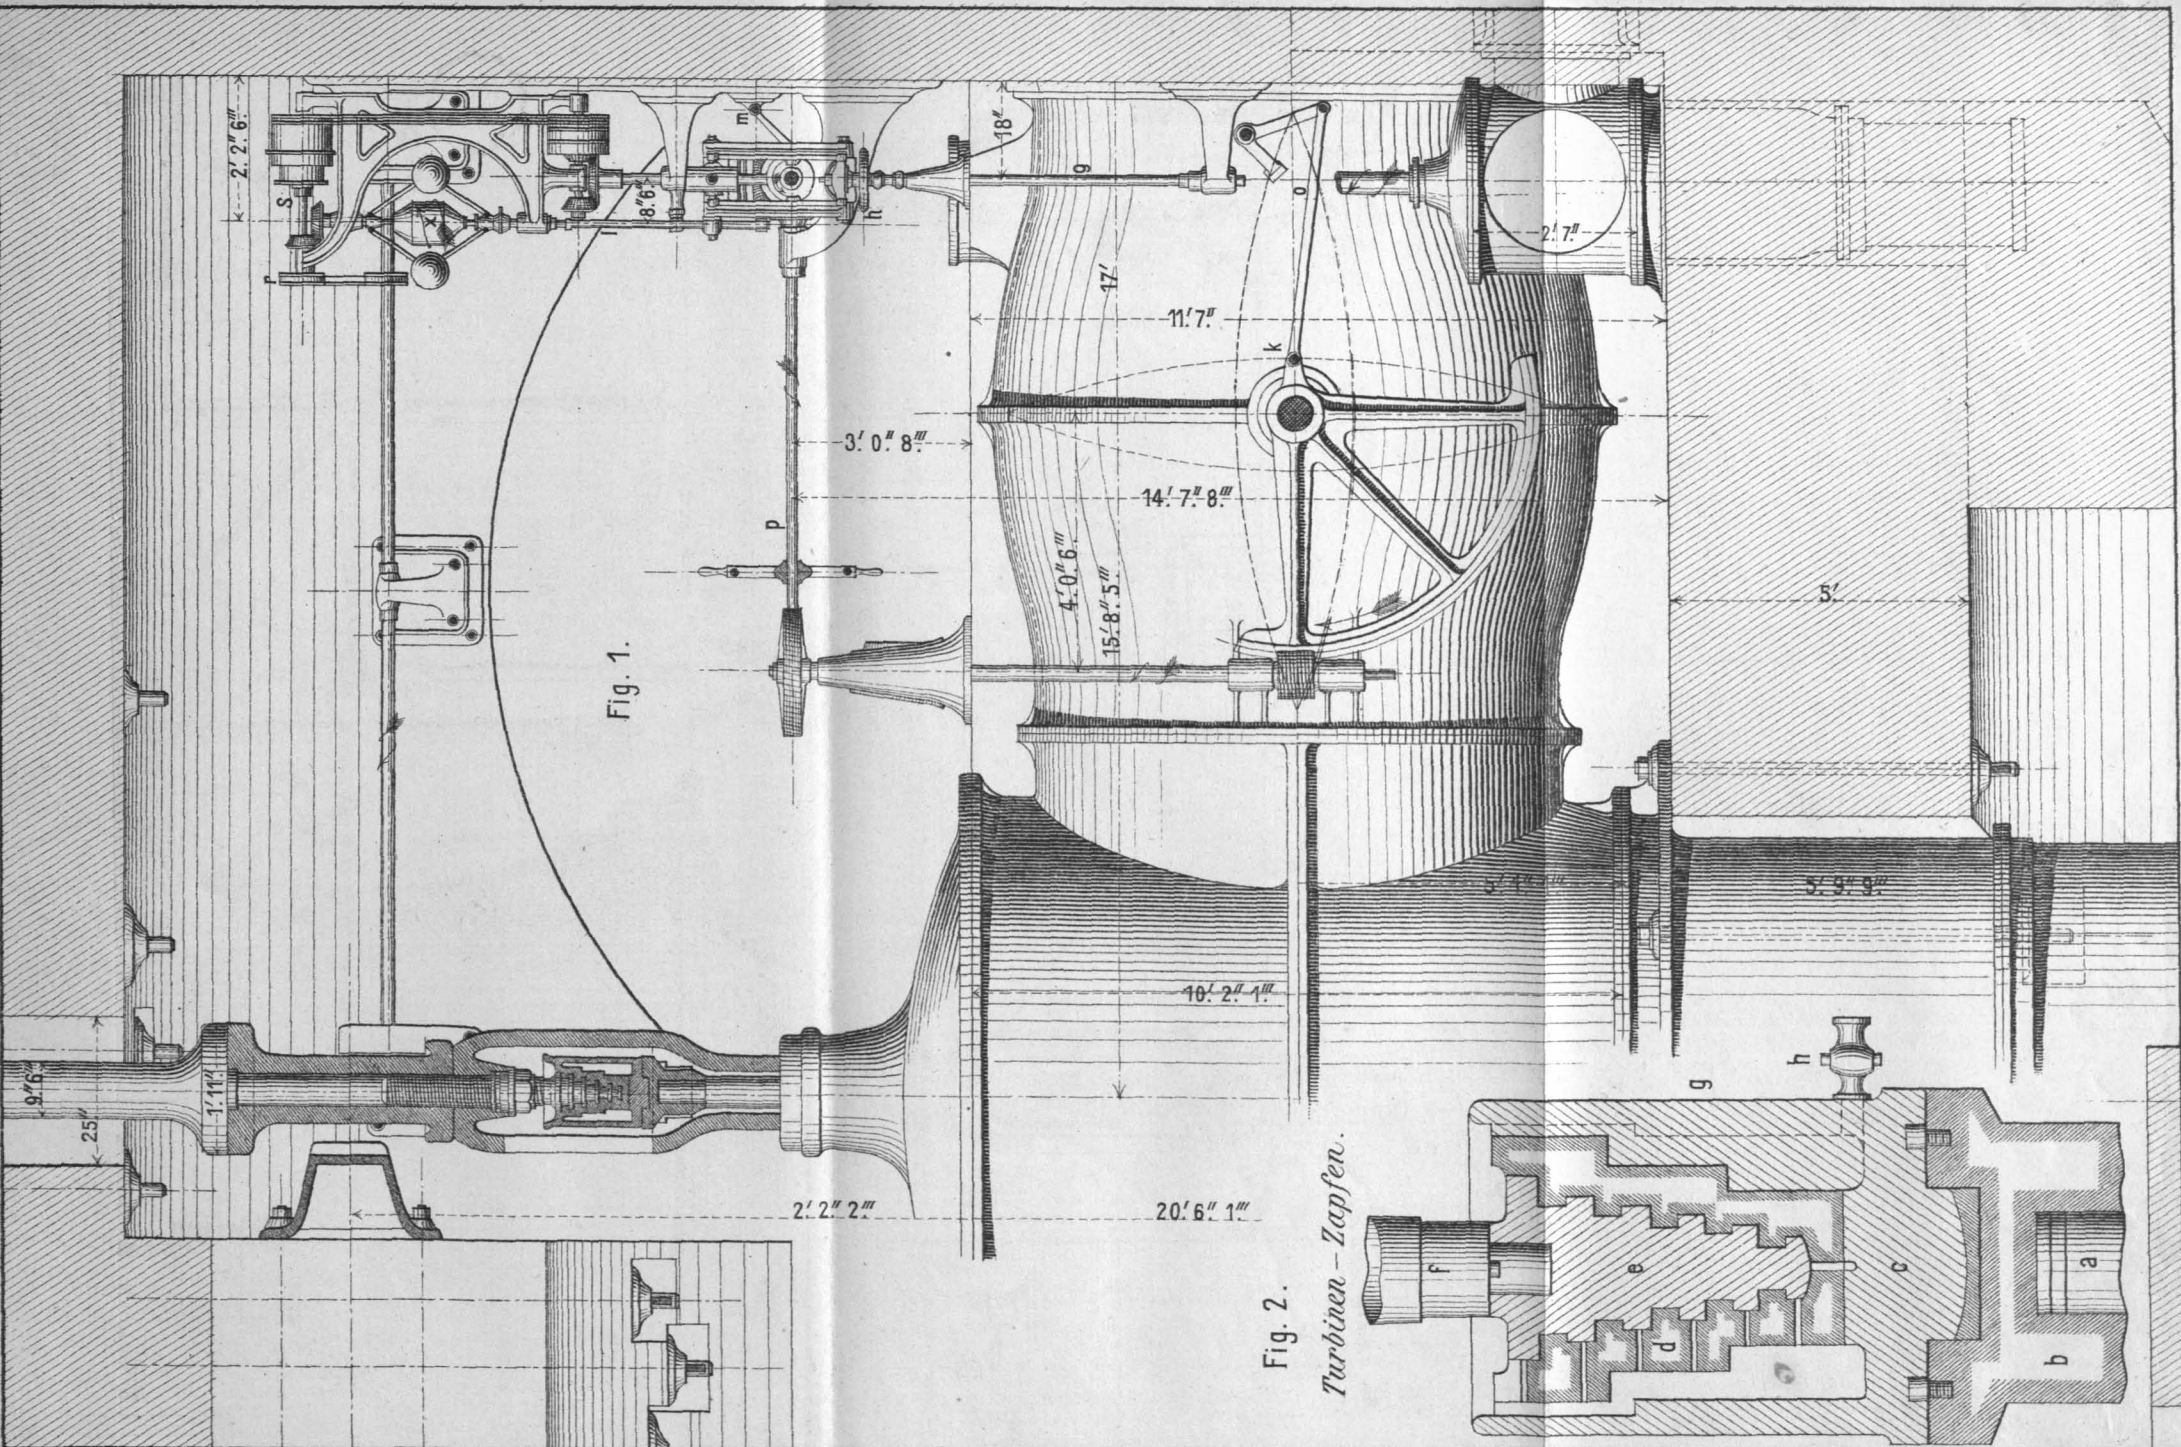 2'. 2". 6'''
s
r
8". 6'''
l
m
h
18"
g
o
2'. 7".
17'
11'. 7".
k
3'. 0" 8'''
14'. 7" 8'''
p
4'. 0". 6'''
15'. 8". 5'''
5'.
Fig. 1.
5'. 9". 9'''
10'. 2". 1'''
9". 6'''
25"
1'. 11"
2'. 2" 2'''
20'. 6". 1'''
Fig. 2.
Turbinen – Zapfen.
g
h
f
e
c
a
d
b